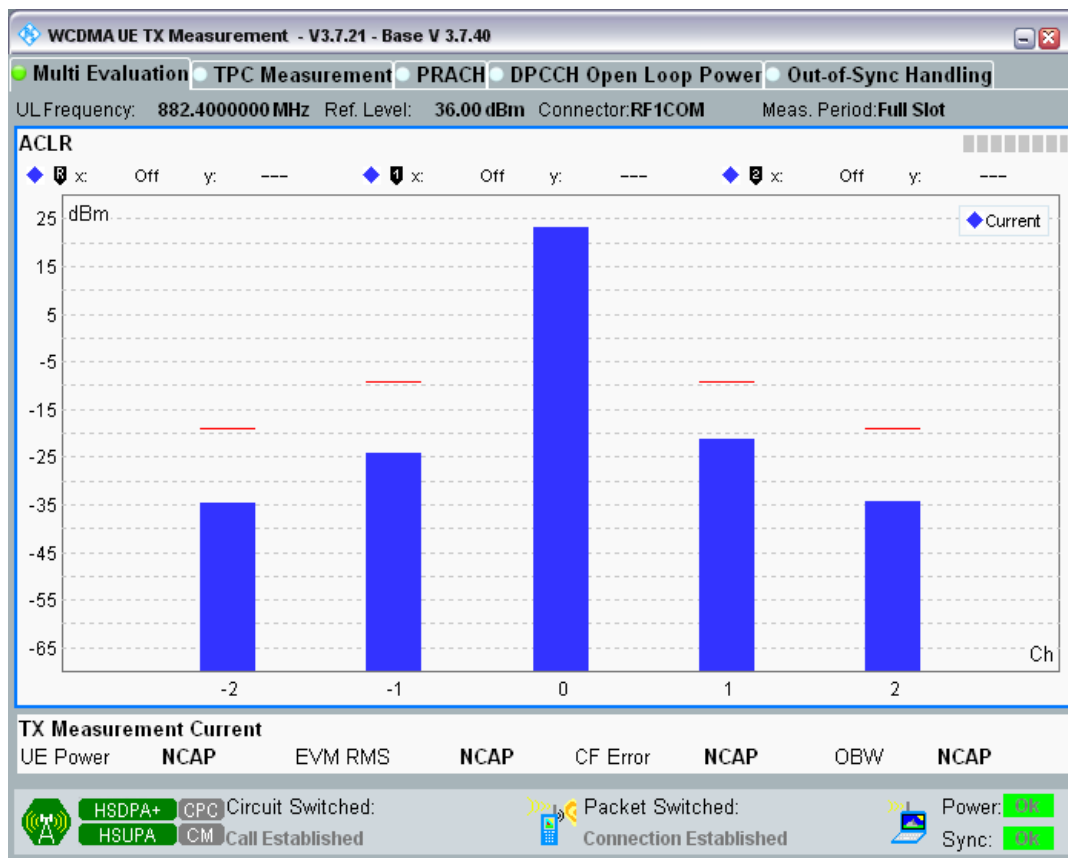 WCDMA UE TX Measurement - V3.7.21 - Base V 3.7.40
Multi Evaluation TPC Measurement PRACH DPCCH Open Loop Power Out-of-Sync Handling
UL Frequency: 882.4000000 MHz Ref. Level: 36.00 dBm Connector:RF1COM Meas. Period:Full Slot
ACLR
R x: Off y: --- 1 x: Off y: --- 2 x: Off y: ---
dBm
Current
25
15
5
-5
-15
-25
-35
-45
-55
-65
Ch
-2 -1 0 1 2
TX Measurement Current
UE Power NCAP EVM RMS NCAP CF Error NCAP OBW NCAP
HSDPA+ CPC Circuit Switched: Packet Switched: Power: OK
HSUPA CM Call Established Connection Established Sync: OK